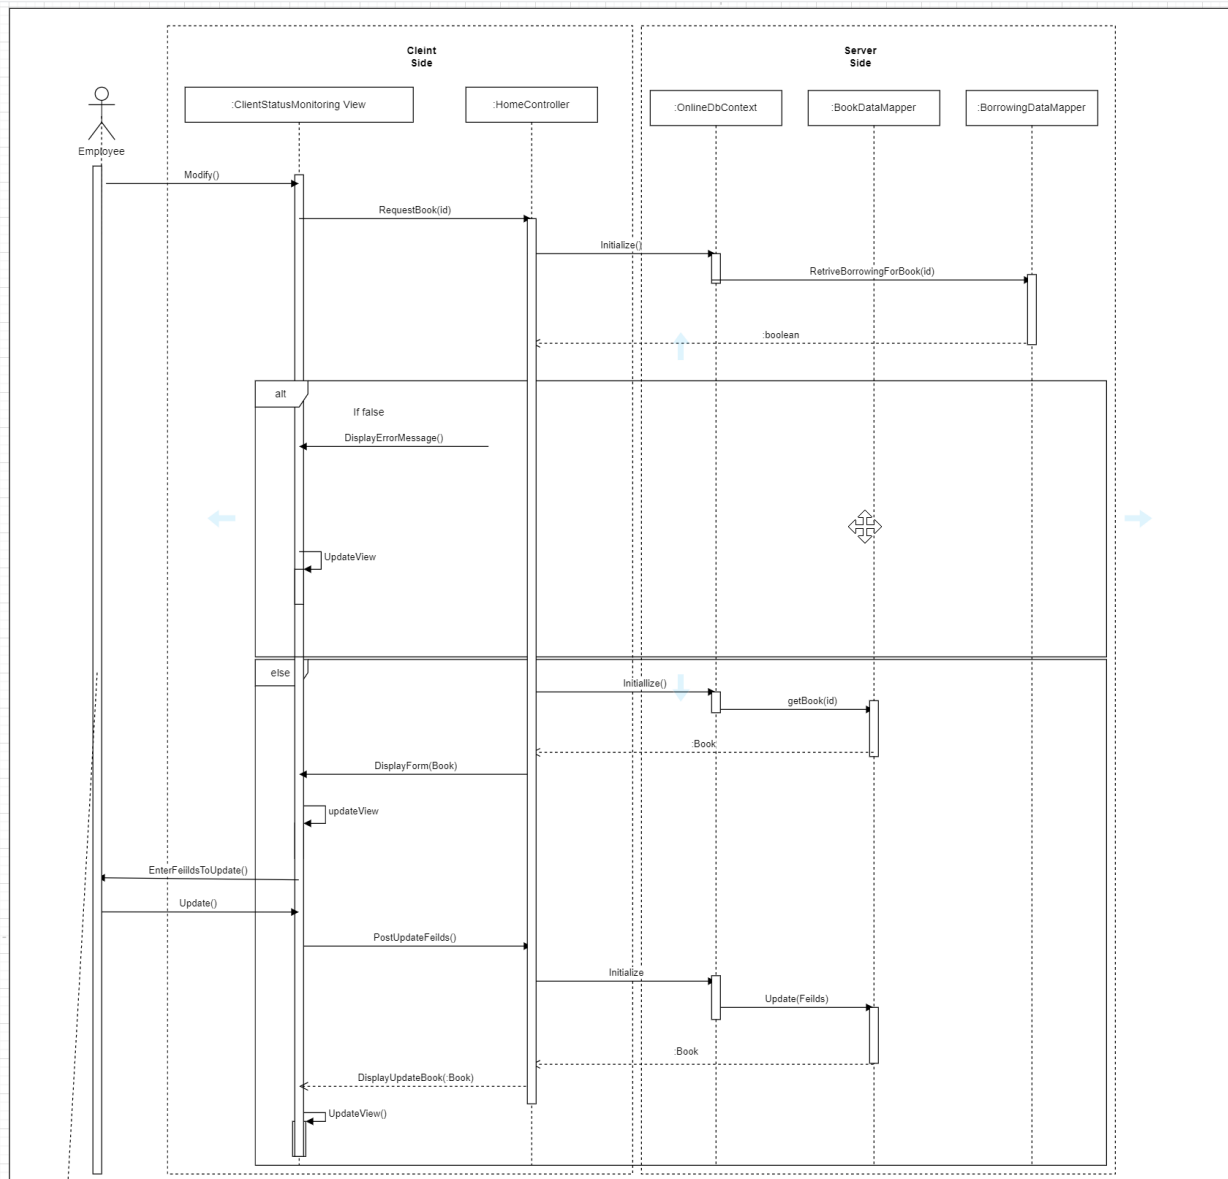 Cleint
Side
Server
Side
:ClientStatusMonitoring View
:HomeController
:OnlineDbContext
:BookDataMapper
:BorrowingDataMapper
Employee
Modify()
RequestBook(id)
Initialize()
RetriveBorrowingForBook(id)
:boolean
alt
If false
DisplayErrorMessage()
UpdateView
else
Initiallize()
getBook(id)
:Book
DisplayForm(Book)
updateView
EnterFeiildsToUpdate()
Update()
PostUpdateFeilds()
Initialize
Update(Feilds)
:Book
DisplayUpdateBook(:Book)
UpdateView()